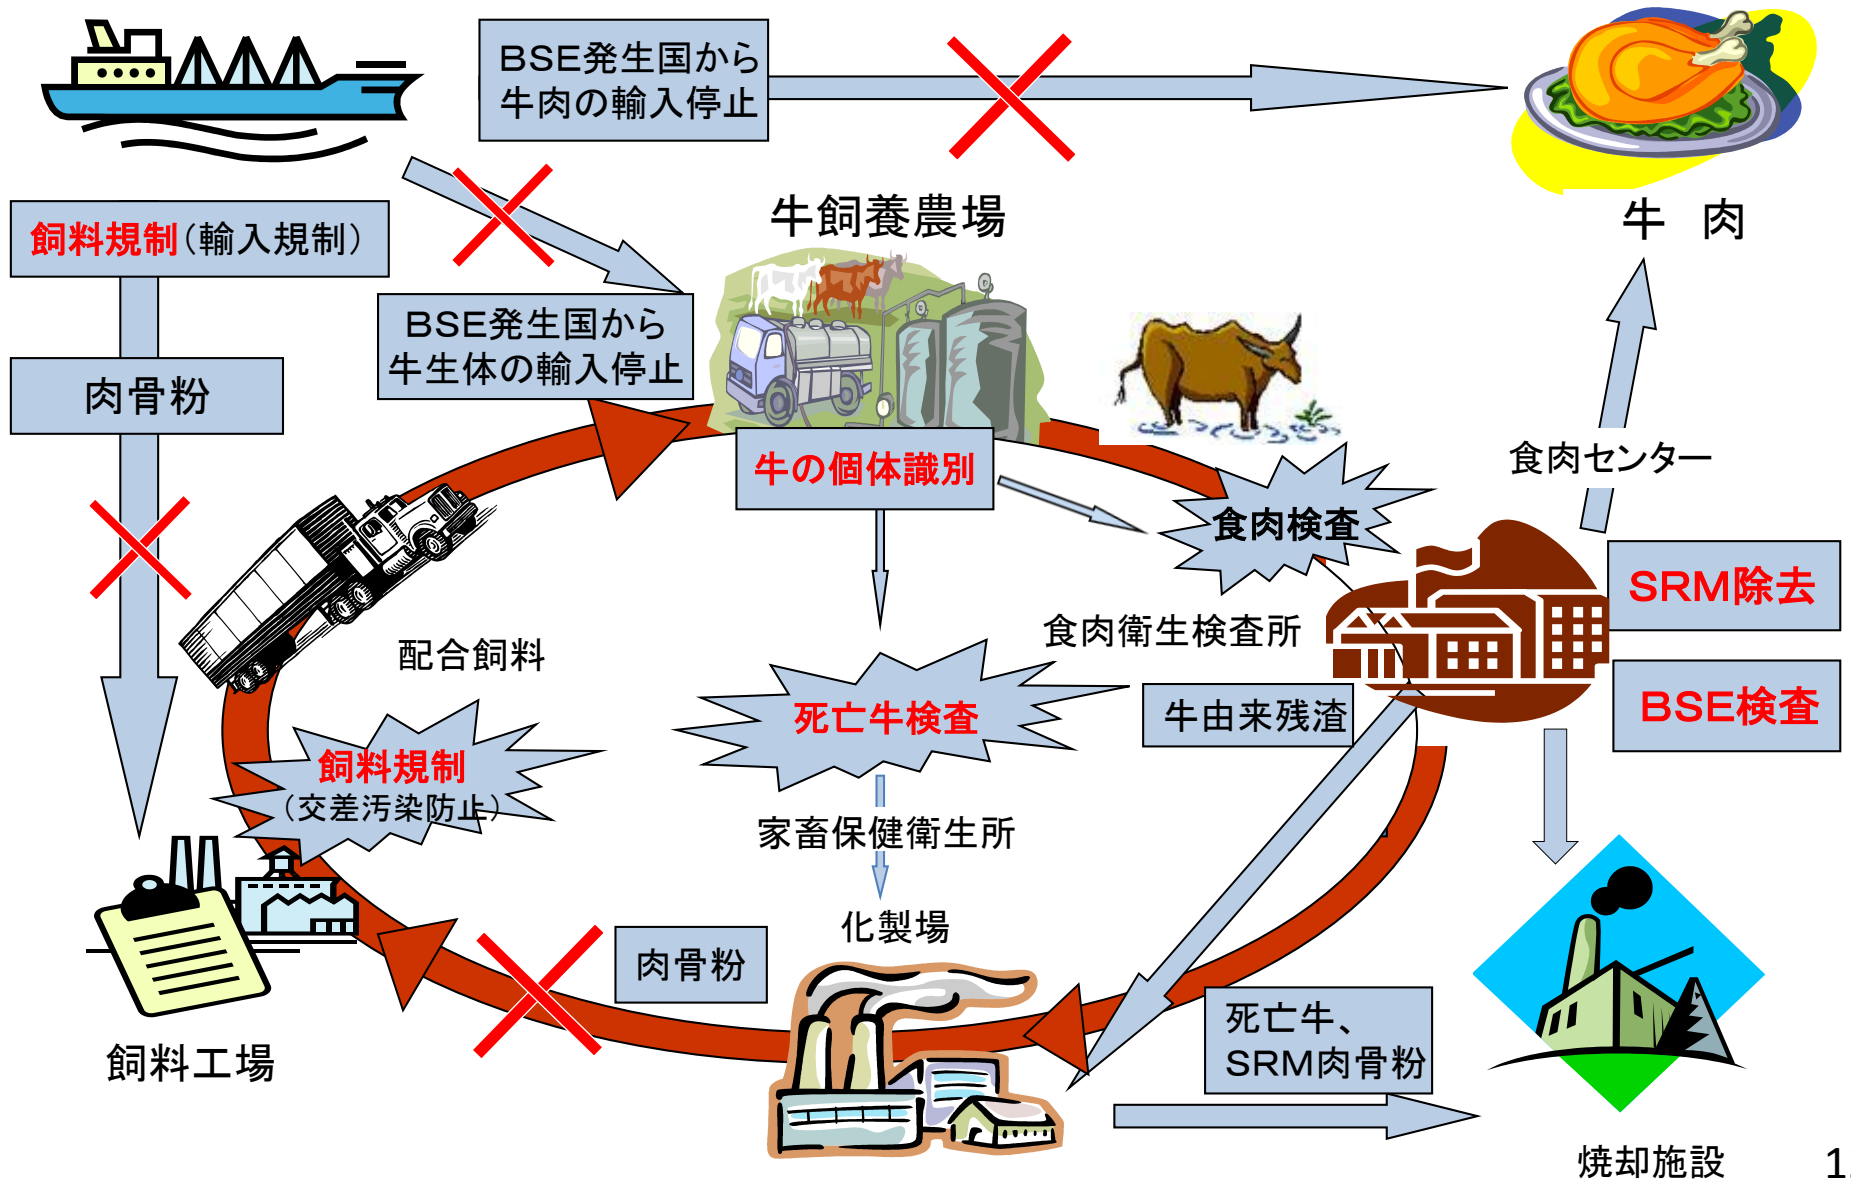 BSE発生国から
牛肉の輸入停止
飼料規制(輸入規制)
牛飼養農場
牛 肉
BSE発生国から
牛生体の輸入停止
肉骨粉
牛の個体識別
食肉センター
食肉検査
SRM除去
食肉衛生検査所
配合飼料
BSE検査
死亡牛検査
牛由来残渣
飼料規制
(交差汚染防止)
家畜保健衛生所
化製場
肉骨粉
死亡牛、
SRM肉骨粉
飼料工場
焼却施設